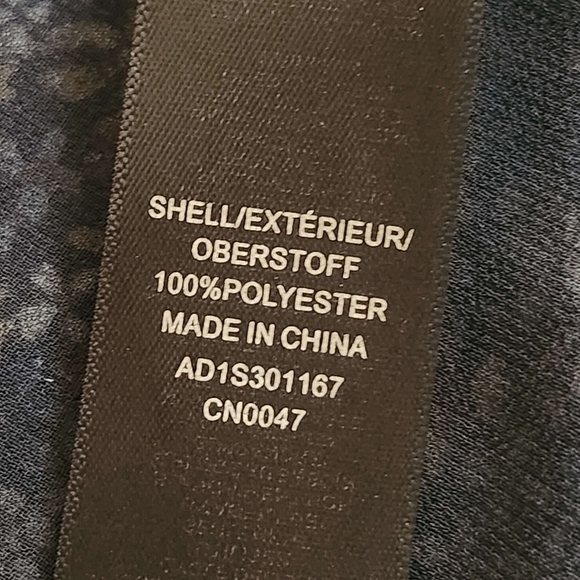 SHELL/EXTÉRIEUR/
OBERSTOFF
100%POLYESTER
MADE IN CHINA
AD1S301167
CN0047